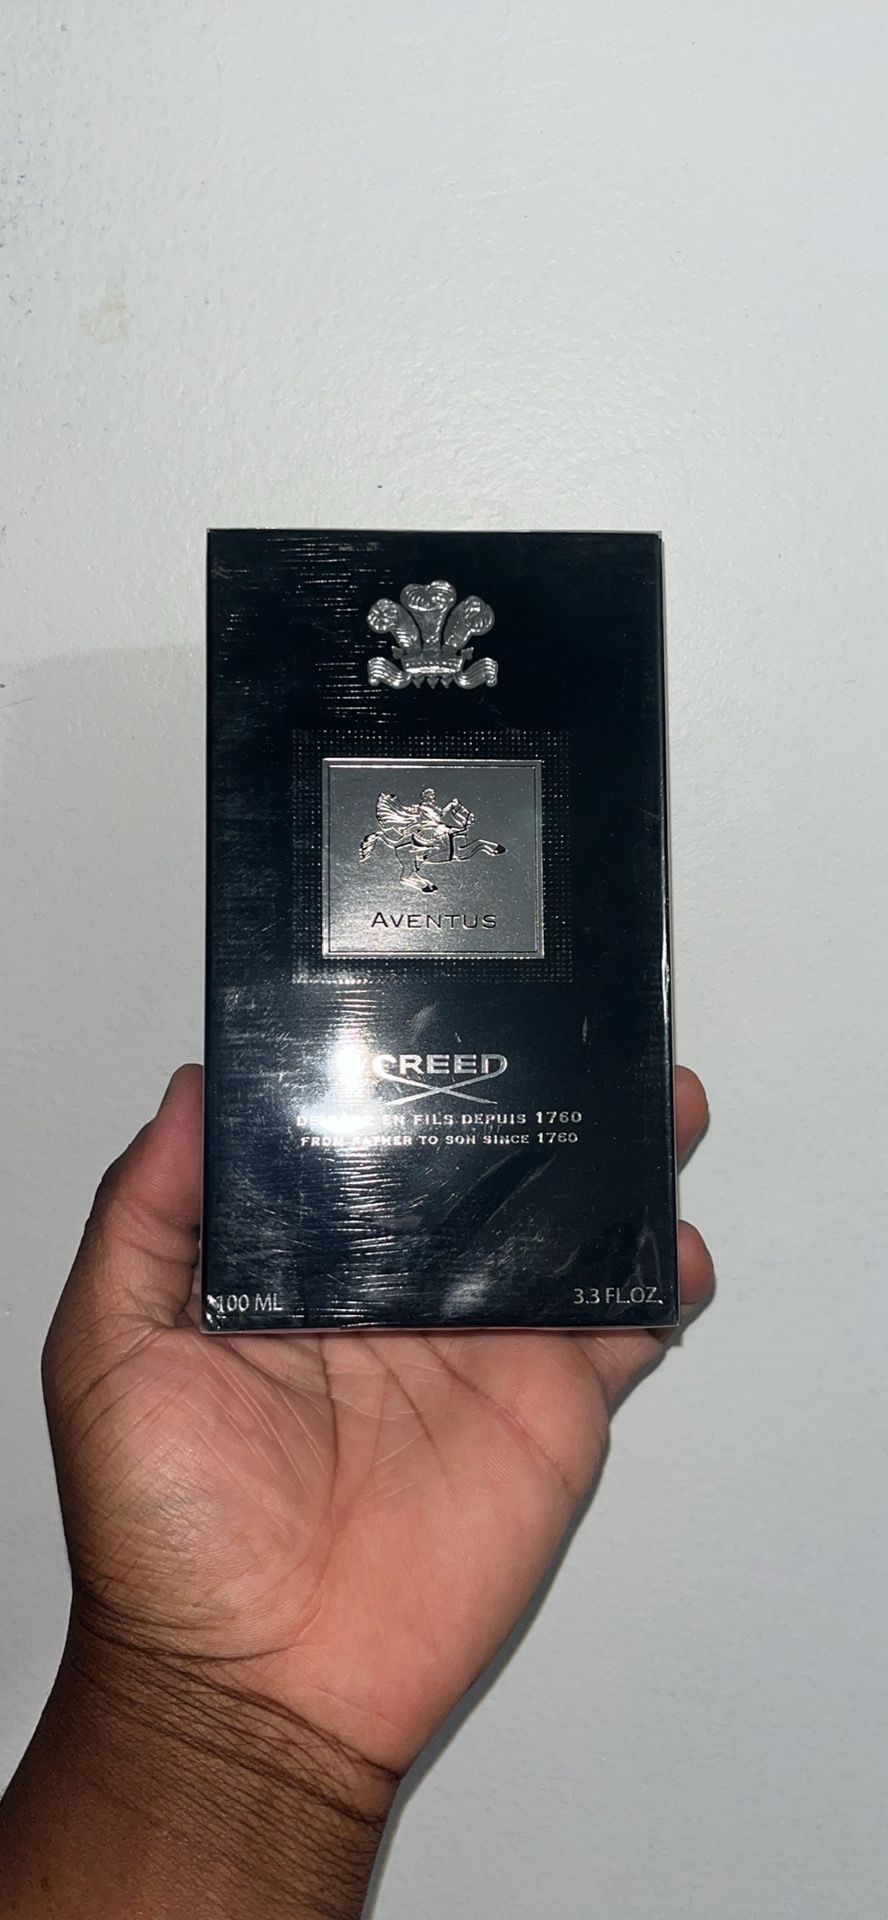 AVENTUS
CREED
EN FILS DEPUIS 1760
FROM FATHER TO SON SINCE 1760
100 ML
3.3 FL.OZ.